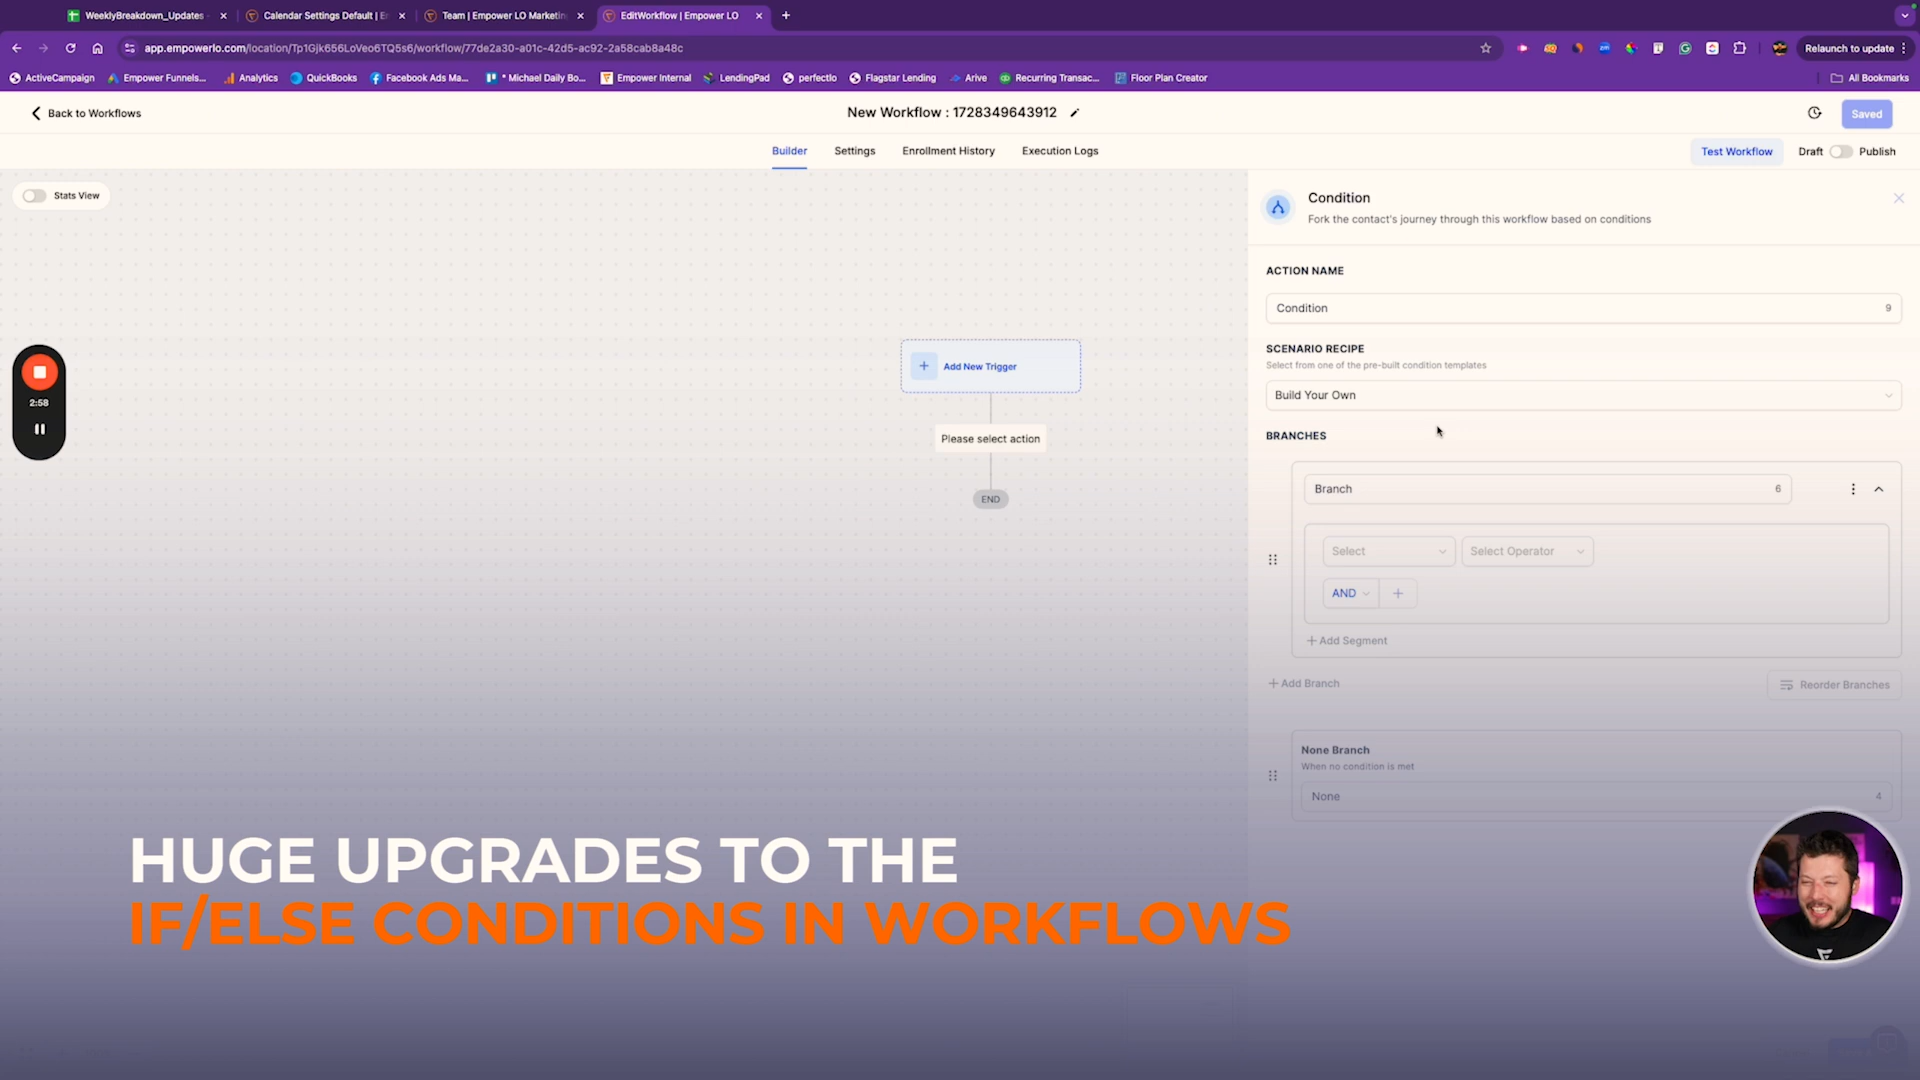 WeeklyBreakdown_Updates
Calendar Settings Default | Er
Team | Empower LO Marketin
EditWorkflow | Empower LO
app.empowerlo.com/location/Tp1Gjk656LoVeo6TQ5s6/workflow/77de2a30-a01c-42d5-ac92-2a58cab8a48c
Relaunch to update
ActiveCampaign
Empower Funnels...
Analytics
QuickBooks
Facebook Ads Ma...
* Michael Daily Bo...
Empower Internal
LendingPad
perfectlo
Flagstar Lending
Arive
Recurring Transac...
Floor Plan Creator
All Bookmarks
Back to Workflows
New Workflow : 1728349643912
Saved
Builder
Settings
Enrollment History
Execution Logs
Test Workflow
Draft
Publish
Stats View
Condition
Fork the contact's journey through this workflow based on conditions
ACTION NAME
Condition
9
SCENARIO RECIPE
Select from one of the pre-built condition templates
Build Your Own
BRANCHES
Branch
6
Select
Select Operator
AND
+ Add Segment
+ Add Branch
Reorder Branches
None Branch
When no condition is met
None
4
Add New Trigger
Please select action
END
2:58
HUGE UPGRADES TO THE
IF/ELSE CONDITIONS IN WORKFLOWS